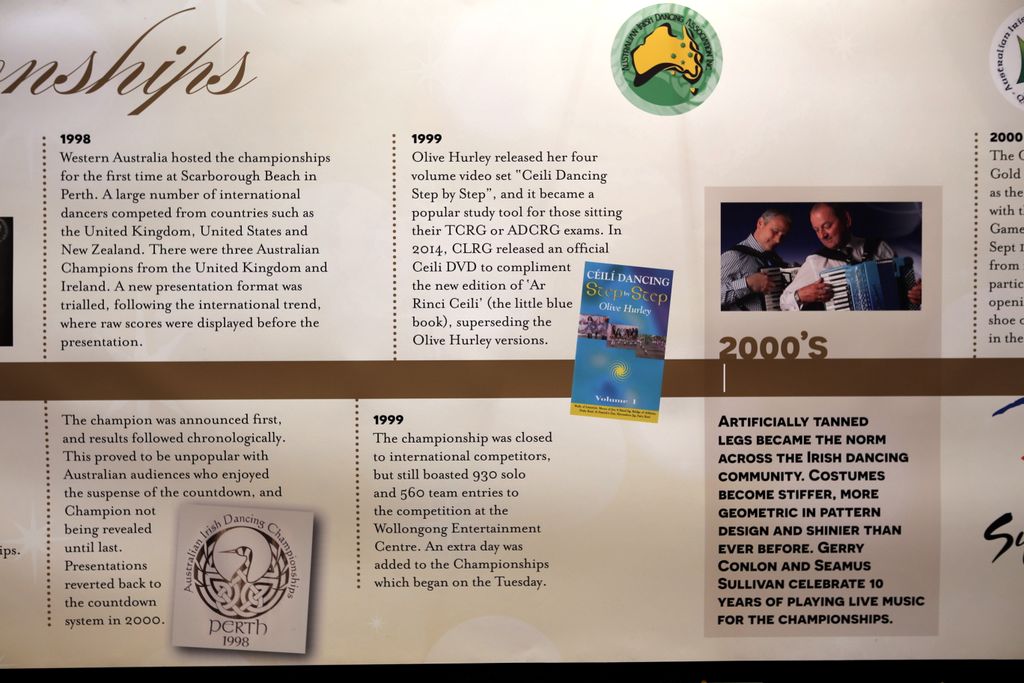 onships
AUSTRALIAN IRISH DANCING ASSOCIATION INC.
1998
Western Australia hosted the championships
for the first time at Scarborough Beach in
Perth. A large number of international
dancers competed from countries such as
the United Kingdom, United States and
New Zealand. There were three Australian
Champions from the United Kingdom and
Ireland. A new presentation format was
trialled, following the international trend,
where raw scores were displayed before the
presentation.
The champion was announced first,
and results followed chronologically.
This proved to be unpopular with
Australian audiences who enjoyed
the suspense of the countdown, and
Champion not
being revealed
until last.
Presentations
reverted back to
the countdown
system in 2000.
Australian Irish Dancing Championships
PERTH
1998
1999
Olive Hurley released her four
volume video set "Ceili Dancing
Step by Step", and it became a
popular study tool for those sitting
their TCRG or ADCRG exams. In
2014, CLRG released an official
Ceili DVD to compliment
the new edition of 'Ar
Rinci Ceili' (the little blue
book), superseding the
Olive Hurley versions.
CÉILÍ DANCING
Step by Step
Olive Hurley
Volume 1
1999
The championship was closed
to international competitors,
but still boasted 930 solo
and 560 team entries to
the competition at the
Wollongong Entertainment
Centre. An extra day was
added to the Championships
which began on the Tuesday.
2000'S
ARTIFICIALLY TANNED
LEGS BECAME THE NORM
ACROSS THE IRISH DANCING
COMMUNITY. COSTUMES
BECOME STIFFER, MORE
GEOMETRIC IN PATTERN
DESIGN AND SHINIER THAN
EVER BEFORE. GERRY
CONLON AND SEAMUS
SULLIVAN CELEBRATE 10
YEARS OF PLAYING LIVE MUSIC
FOR THE CHAMPIONSHIPS.
Australian Iris
2000
The
Gold
as the
with th
Game
Sept 1
from
partic
openi
shoe
in the
ips.
Sy